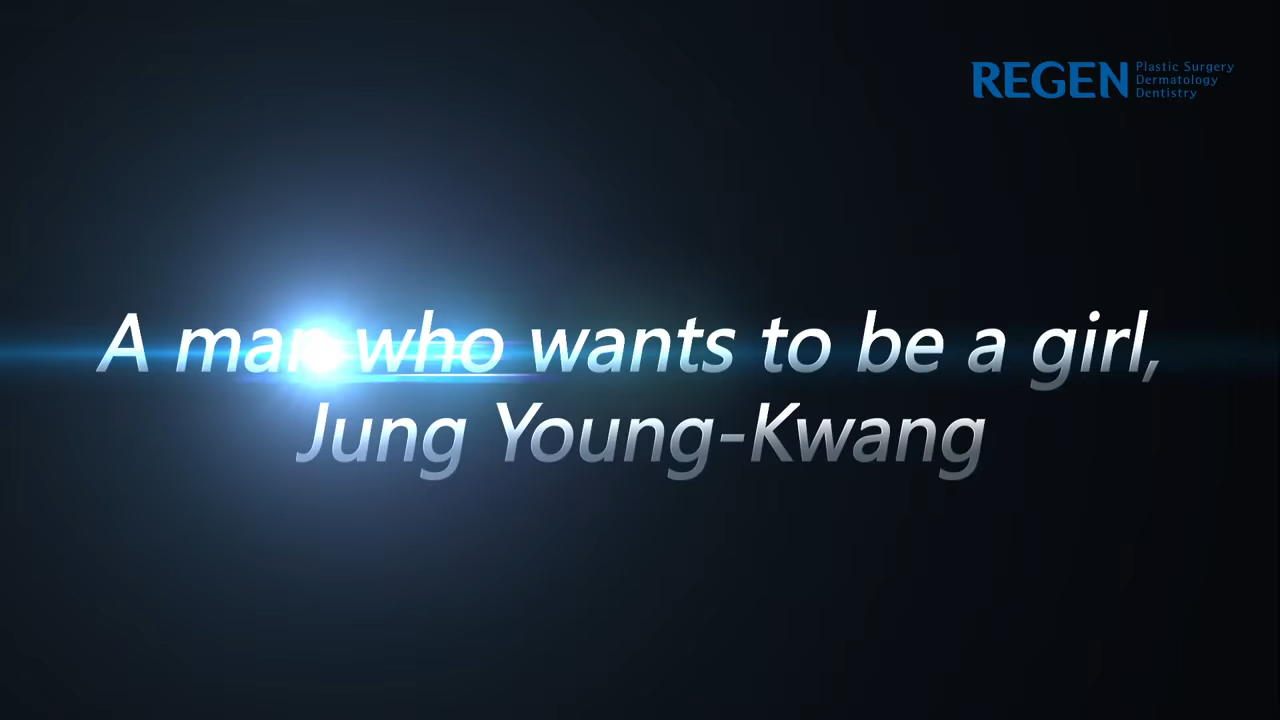 REGEN
Plastic Surgery
Dermatology
Dentistry
A man who wants to be a girl,
Jung Young-Kwang